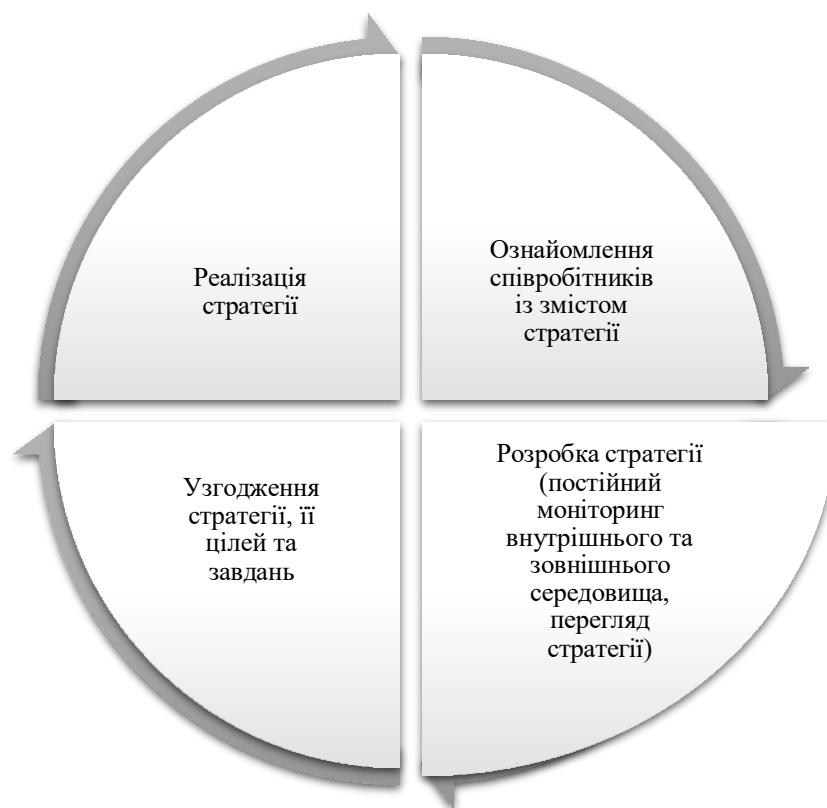 Реалізація
стратегії
Ознайомлення
співробітників
із змістом
стратегії
Узгодження
стратегії, її
цілей та
завдань
Розробка стратегії
(постійний
моніторинг
внутрішнього та
зовнішнього
середовища,
перегляд
стратегії)